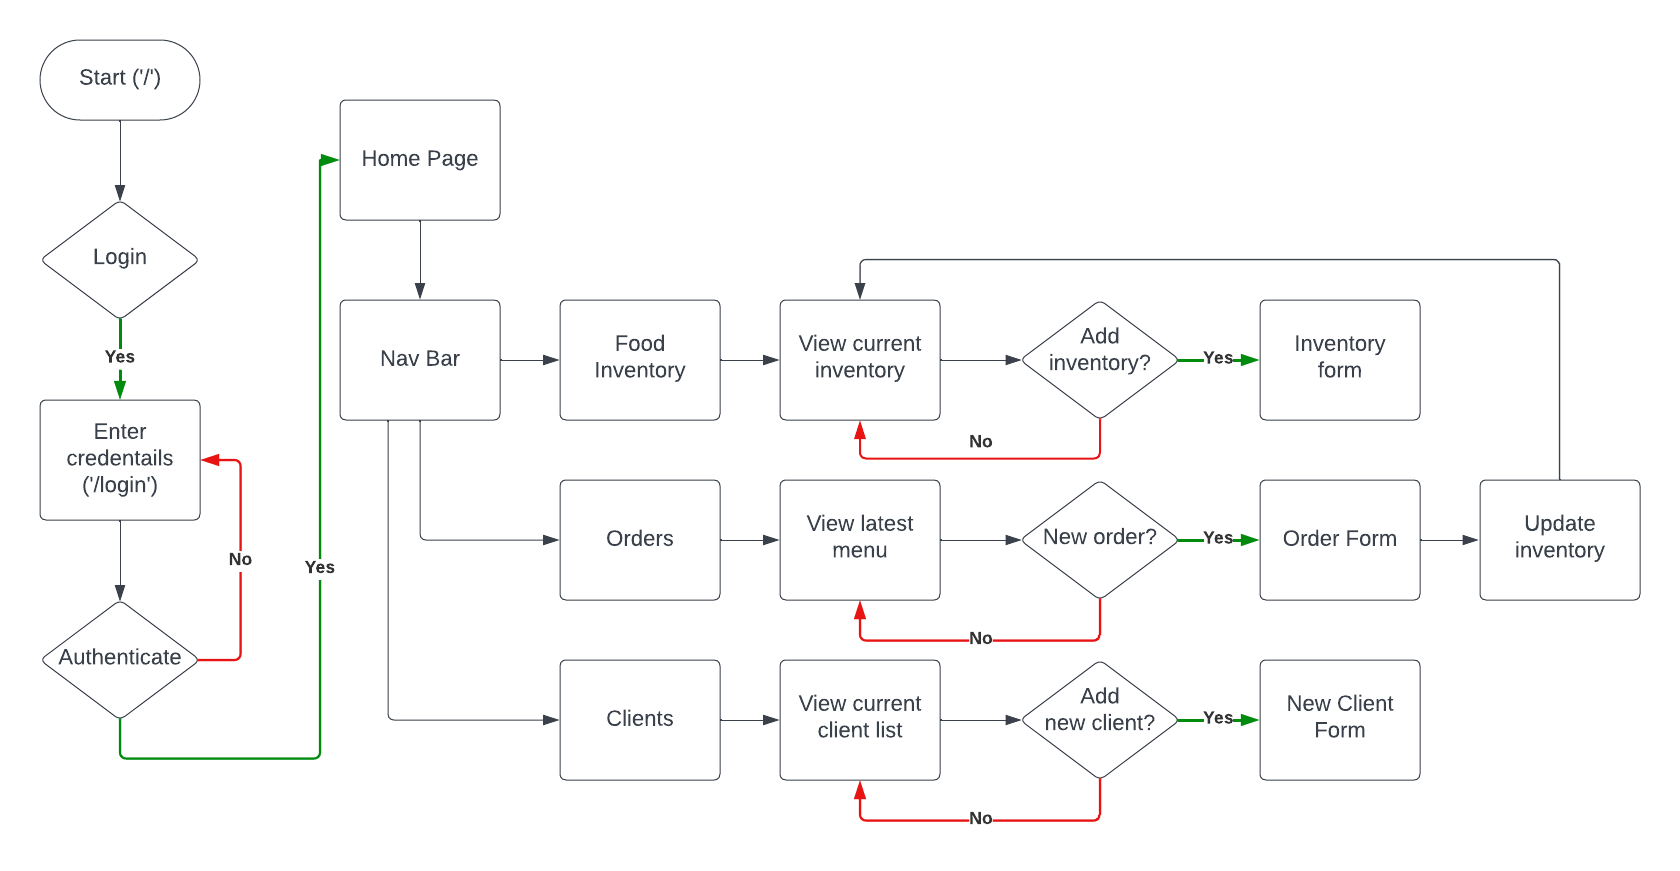 Start ('/')
Login
Yes
Enter
credentails
('/login')
No
Authenticate
Yes
Home Page
Nav Bar
Food
Inventory
View current
inventory
Add
inventory?
Yes
Inventory
form
No
Orders
View latest
menu
New order?
Yes
Order Form
Update
inventory
No
Clients
View current
client list
Add
new client?
Yes
New Client
Form
No